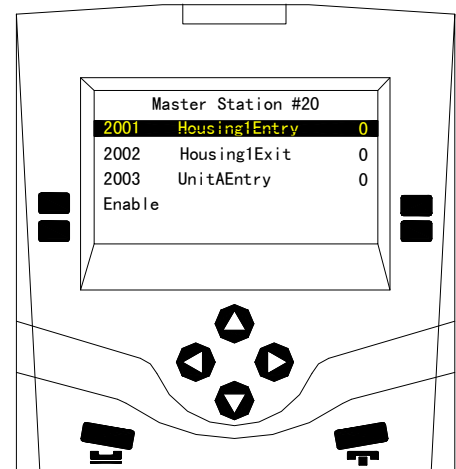 Master Station #20
2001 Housing1Entry 0
2002 Housing1Exit 0
2003 UnitAEntry 0
Enable